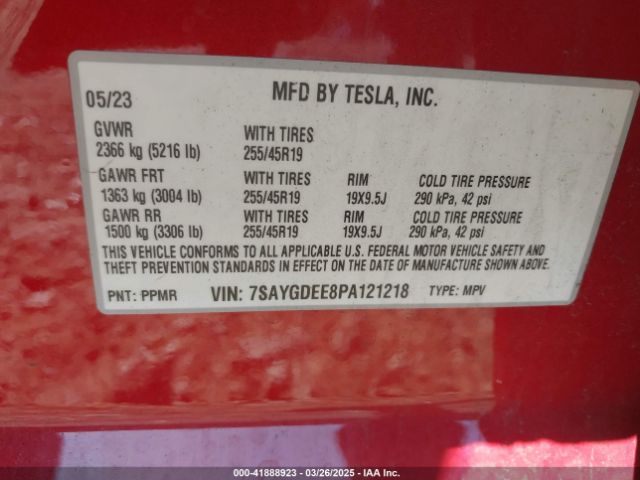 05/23 MFD BY TESLA, INC.
GVWR WITH TIRES
2366 kg (5216 lb) 255/45R19
GAWR FRT WITH TIRES RIM COLD TIRE PRESSURE
1363 kg (3004 lb) 255/45R19 19X9.5J 290 kPa, 42 psi
GAWR RR WITH TIRES RIM COLD TIRE PRESSURE
1500 kg (3306 lb) 255/45R19 19X9.5J 290 kPa, 42 psi
THIS VEHICLE CONFORMS TO ALL APPLICABLE U.S. FEDERAL MOTOR VEHICLE SAFETY AND
THEFT PREVENTION STANDARDS IN EFFECT ON THE DATE OF MANUFACTURE SHOWN ABOVE.
PNT: PPMR VIN: 7SAYGDEE8PA121218 TYPE: MPV
000-41888923 - 03/26/2025 - IAA Inc.